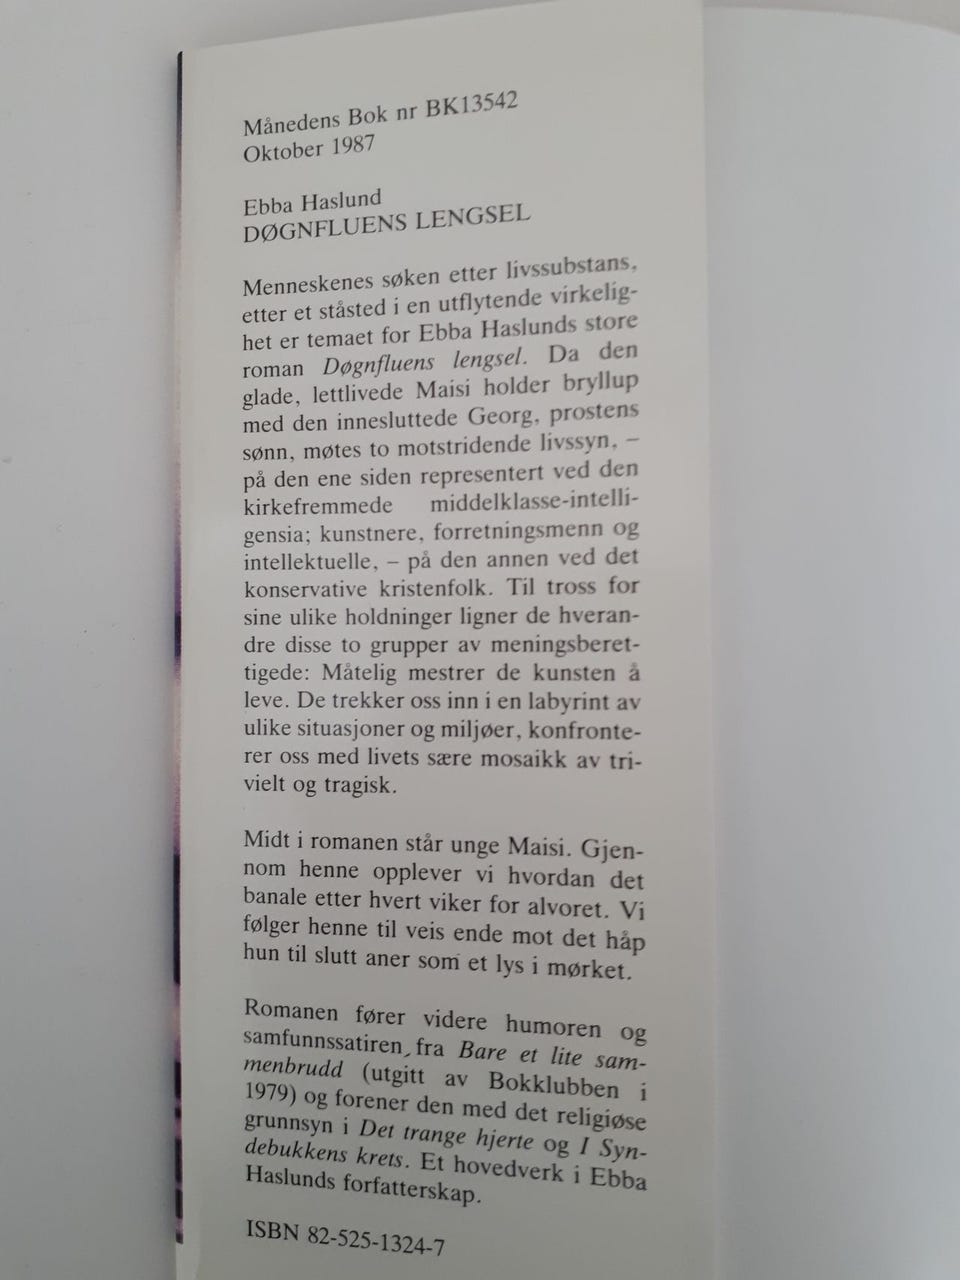 Månedens Bok nr BK13542
Oktober 1987
Ebba Haslund
DØGNFLUENS LENGSEL
Menneskenes søken etter livssubstans,
etter et ståsted i en utflytende virkelig-
het er temaet for Ebba Haslunds store
roman Døgnfluens lengsel. Da den
glade, lettlivede Maisi holder bryllup
med den innesluttede Georg, prostens
sønn, møtes to motstridende livssyn, –
på den ene siden representert ved den
kirkefremmede middelklasse-intelli-
gensia; kunstnere, forretningsmenn og
intellektuelle, – på den annen ved det
konservative kristenfolk. Til tross for
sine ulike holdninger ligner de hveran-
dre disse to grupper av meningsberet-
tigede: Måtelig mestrer de kunsten å
leve. De trekker oss inn i en labyrint av
ulike situasjoner og miljøer, konfronte-
rer oss med livets sære mosaikk av tri-
vielt og tragisk.
Midt i romanen står unge Maisi. Gjen-
nom henne opplever vi hvordan det
banale etter hvert viker for alvoret. Vi
følger henne til veis ende mot det håp
hun til slutt aner som et lys i mørket.
Romanen fører videre humoren og
samfunnssatiren fra Bare et lite sam-
menbrudd (utgitt av Bokklubben i
1979) og forener den med det religiøse
grunnsyn i Det trange hjerte og I Syn-
debukkens krets. Et hovedverk i Ebba
Haslunds forfatterskap.
ISBN 82-525-1324-7